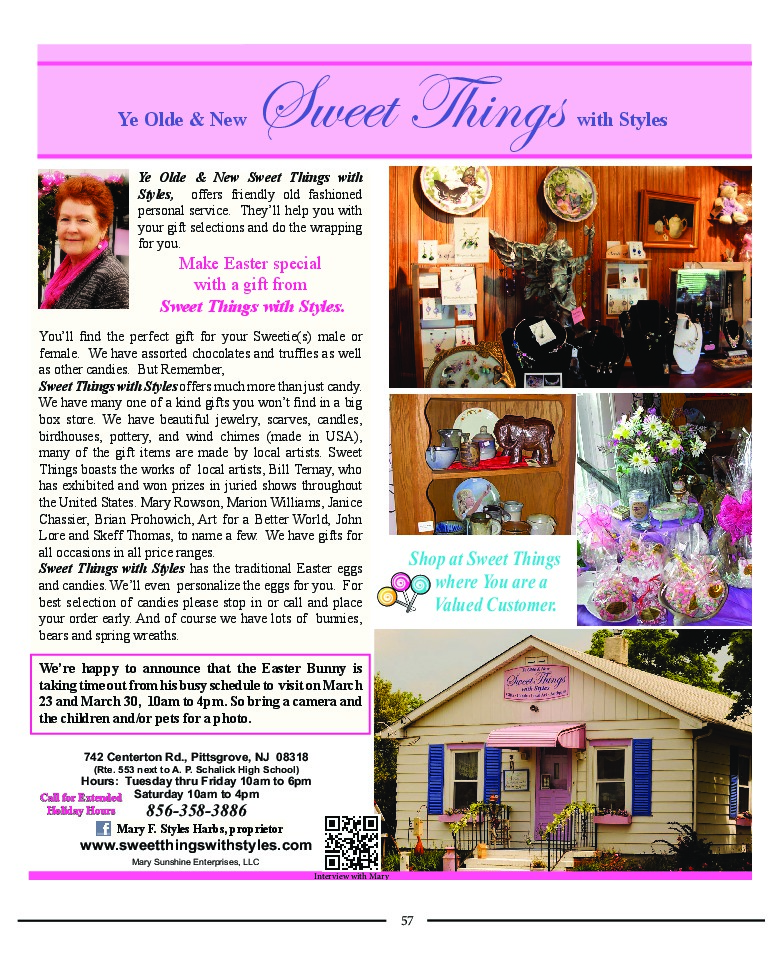 Ye Olde & New Sweet Things with Styles
Ye Olde & New Sweet Things with
Styles, offers friendly old fashioned
personal service. They'll help you with
your gift selections and do the wrapping
for you.
Make Easter special
with a gift from
Sweet Things with Styles.
You'll find the perfect gift for your Sweetie(s) male or
female. We have assorted chocolates and truffles as well
as other candies. But Remember,
Sweet Things with Styles offers much more than just candy.
We have many one of a kind gifts you won't find in a big
box store. We have beautiful jewelry, scarves, candles,
birdhouses, pottery, and wind chimes (made in USA),
many of the gift items are made by local artists. Sweet
Things boasts the works of local artists, Bill Ternay, who
has exhibited and won prizes in juried shows throughout
the United States. Mary Rowson, Marion Williams, Janice
Chassier, Brian Prohowich, Art for a Better World, John
Lore and Skeff Thomas, to name a few. We have gifts for
all occasions in all price ranges.
Sweet Things with Styles has the traditional Easter eggs
and candies. We'll even personalize the eggs for you. For
best selection of candies please stop in or call and place
your order early. And of course we have lots of bunnies,
bears and spring wreaths.
We're happy to announce that the Easter Bunny is
taking time out from his busy schedule to visit on March
23 and March 30, 10am to 4pm. So bring a camera and
the children and/or pets for a photo.
742 Centerton Rd., Pittsgrove, NJ 08318
(Rte. 553 next to A. P. Schalick High School)
Hours: Tuesday thru Friday 10am to 6pm
Saturday 10am to 4pm
Call for Extended
Holiday Hours
856-358-3886
f Mary F. Styles Harbs, proprietor
www.sweetthingswithstyles.com
Mary Sunshine Enterprises, LLC
Interview with Mary
Shop at Sweet Things
where You are a
Valued Customer.
Ye Olde & New
Sweet Things
with Styles
57